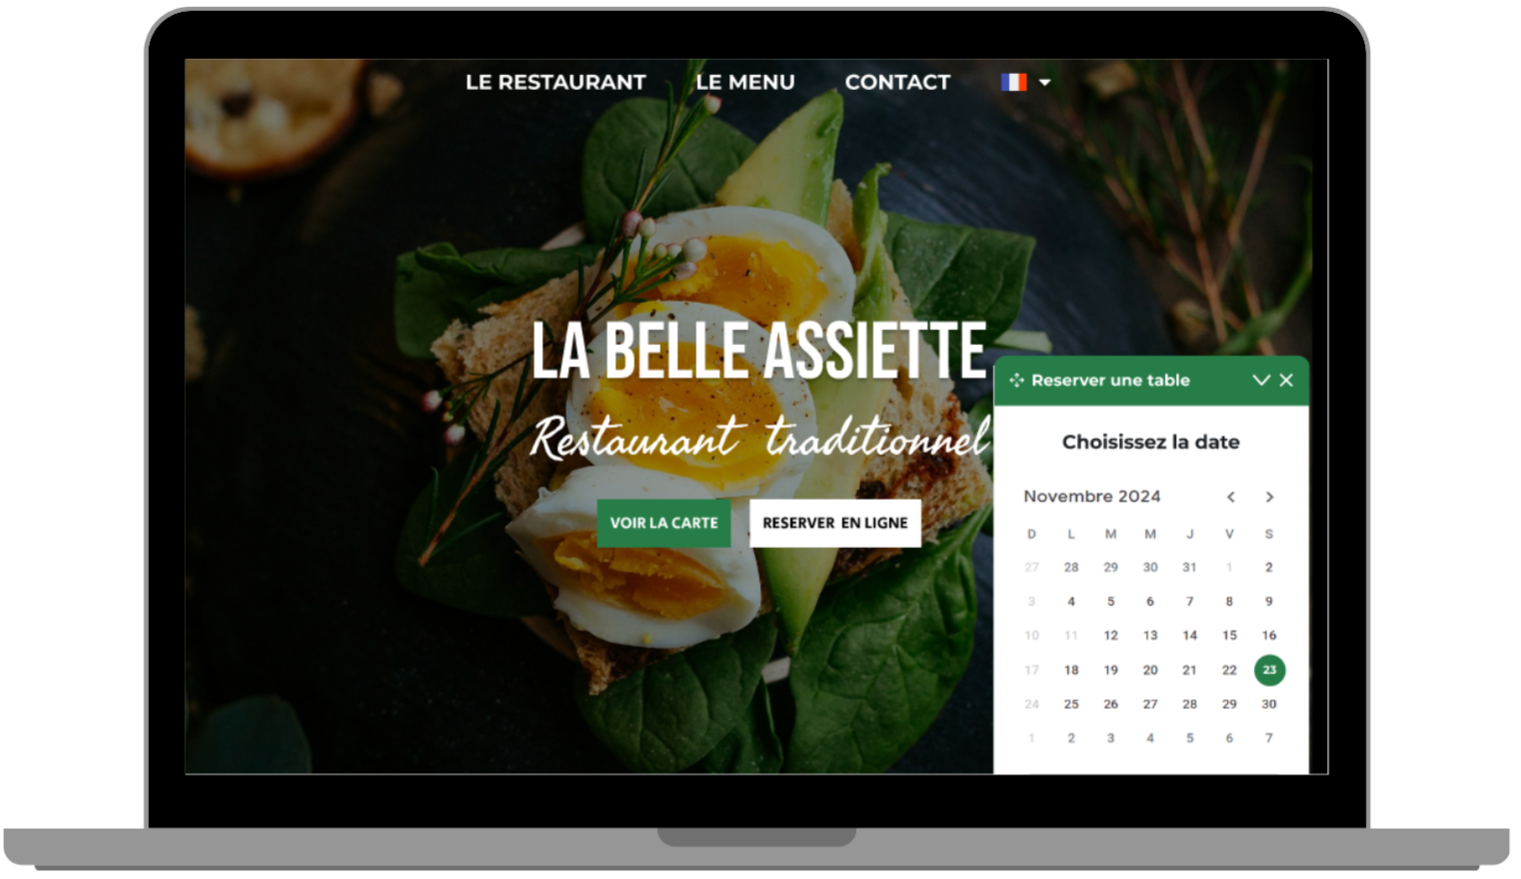 LE RESTAURANT LE MENU CONTACT
LA BELLE ASSIETTE
Restaurant traditionnel
VOIR LA CARTE RESERVER EN LIGNE
Reserver une table
Choisissez la date
Novembre 2024
D L M M J V S
27 28 29 30 31 1 2
3 4 5 6 7 8 9
10 11 12 13 14 15 16
17 18 19 20 21 22 23
24 25 26 27 28 29 30
1 2 3 4 5 6 7